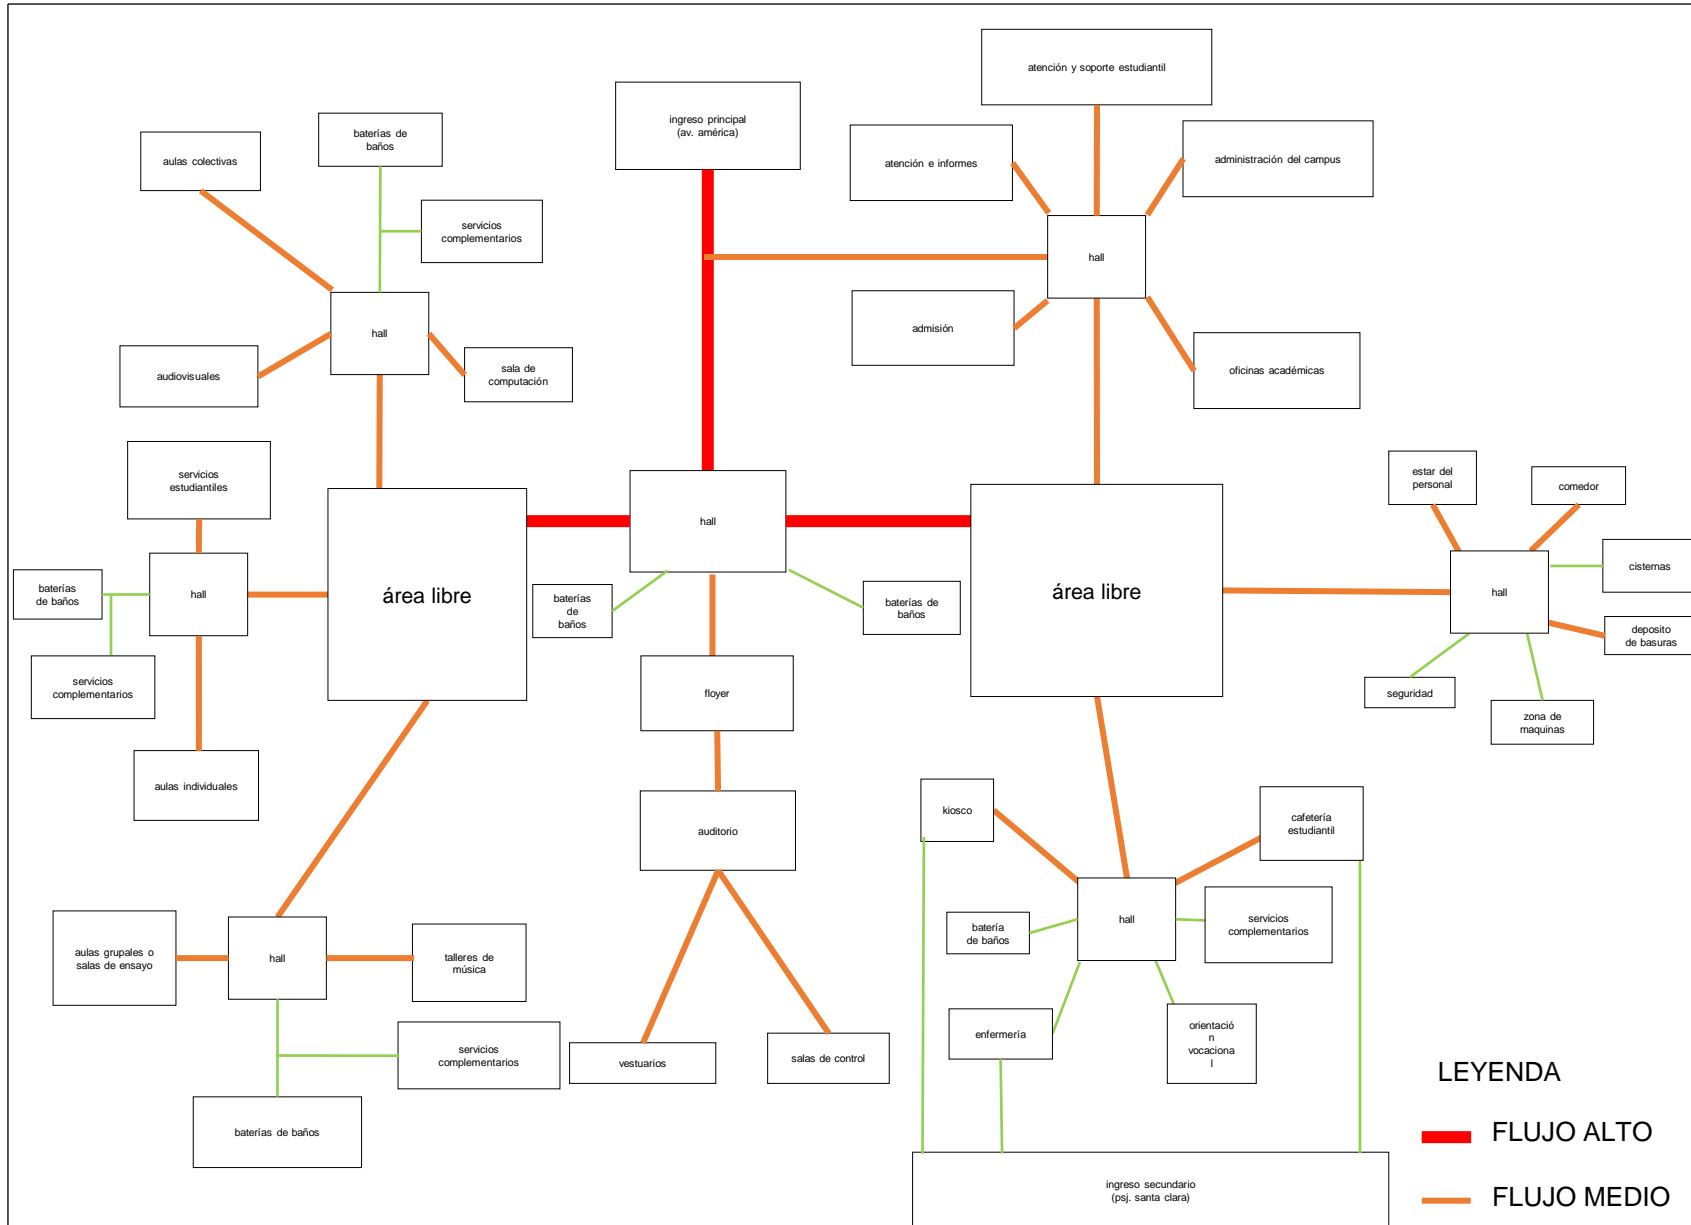 atención y soporte estudiantil
ingreso principal
(av. américa)
baterías de
baños
aulas colectivas
atención e informes
administración del campus
servicios
complementarios
hall
hall
admisión
audiovisuales
sala de
computación
oficinas académicas
servicios
estudiantiles
estar del
personal
comedor
hall
cisternas
baterías
de baños
hall
área libre
baterías
de
baños
baterías de
baños
área libre
hall
deposito
de basuras
servicios
complementarios
floyer
seguridad
zona de
maquinas
aulas individuales
kiosco
cafetería
estudiantil
auditorio
hall
batería
de baños
servicios
complementarios
aulas grupales o
salas de ensayo
hall
talleres de
música
enfermería
orientació
n
vocaciona
l
servicios
complementarios
vestuarios
salas de control
LEYENDA
baterías de baños
FLUJO ALTO
ingreso secundario
(psj. santa clara)
FLUJO MEDIO